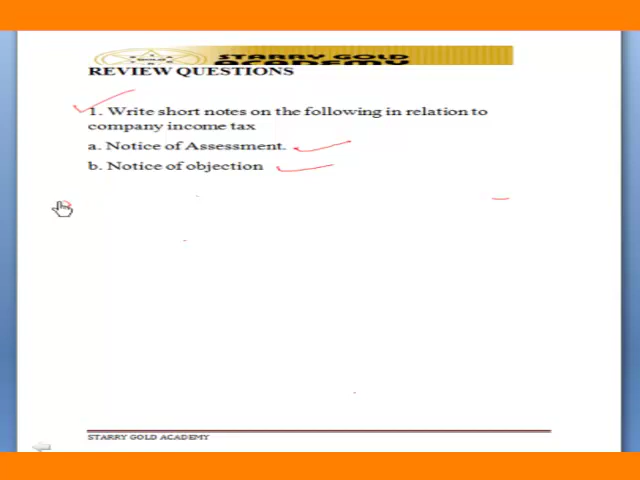 GOLD
STARRY GOLD
ACADEMY
REVIEW QUESTIONS
1. Write short notes on the following in relation to
company income tax
a. Notice of Assessment.
b. Notice of objection
STARRY GOLD ACADEMY